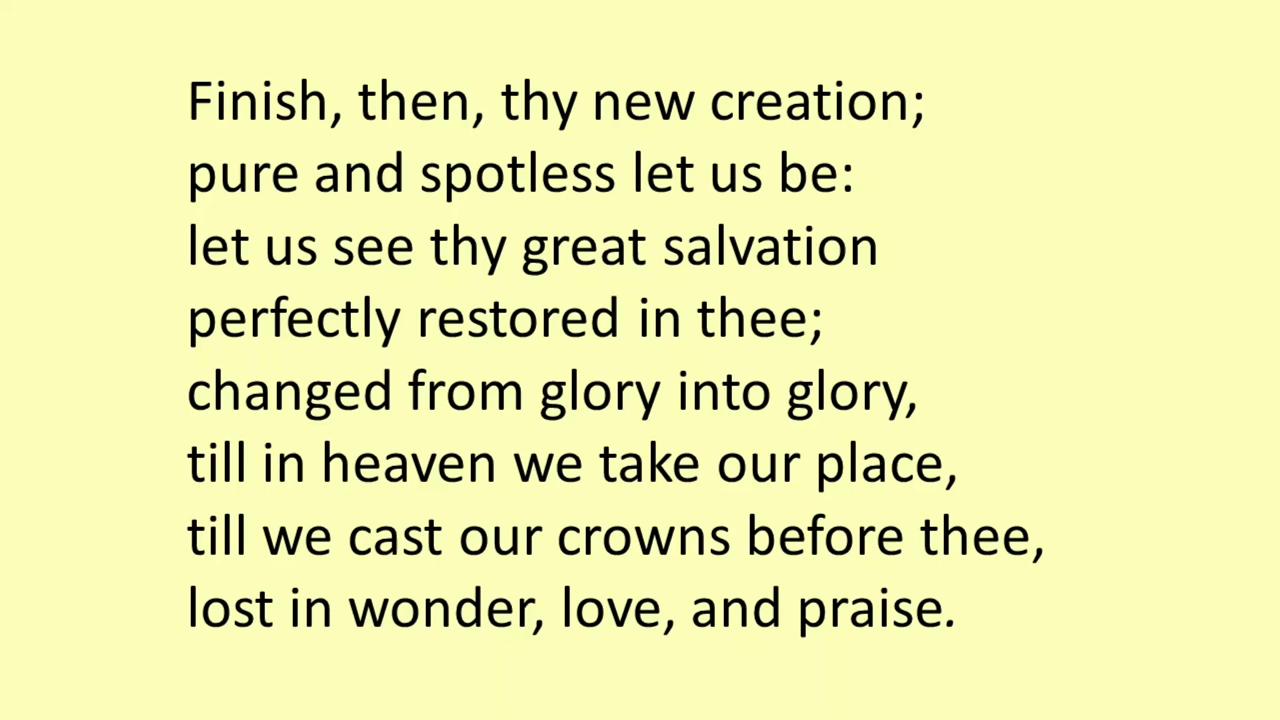 Finish, then, thy new creation;
pure and spotless let us be:
let us see thy great salvation
perfectly restored in thee;
changed from glory into glory,
till in heaven we take our place,
till we cast our crowns before thee,
lost in wonder, love, and praise.